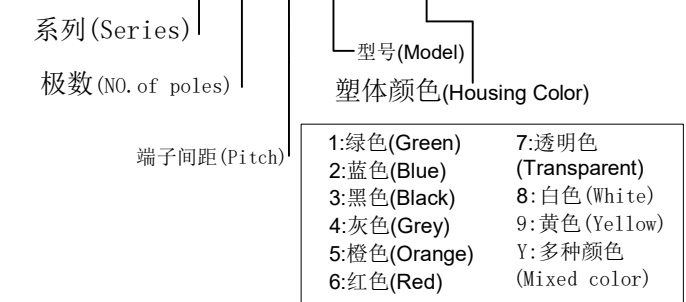 系列(Series)
型号(Model)
极数(NO.of poles)
塑体颜色(Housing Color)
端子间距(Pitch)
1:绿色(Green)
2:蓝色(Blue)
3:黑色(Black)
4:灰色(Grey)
5:橙色(Orange)
6:红色(Red)
7:透明色
(Transparent)
8:白色(White)
9:黄色(Yellow)
Y:多种颜色
(Mixed color)